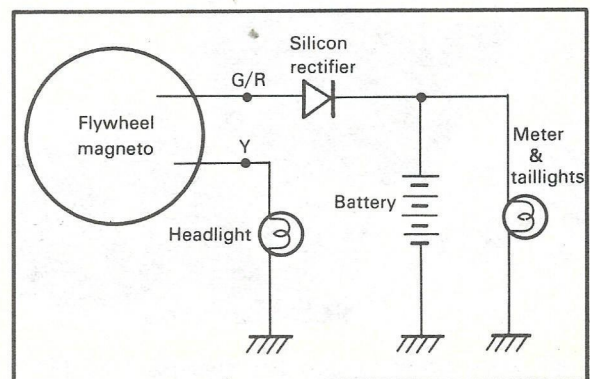 Silicon
rectifier
G/R
Flywheel
magneto
Y
Meter
&
taillights
Battery
Headlight